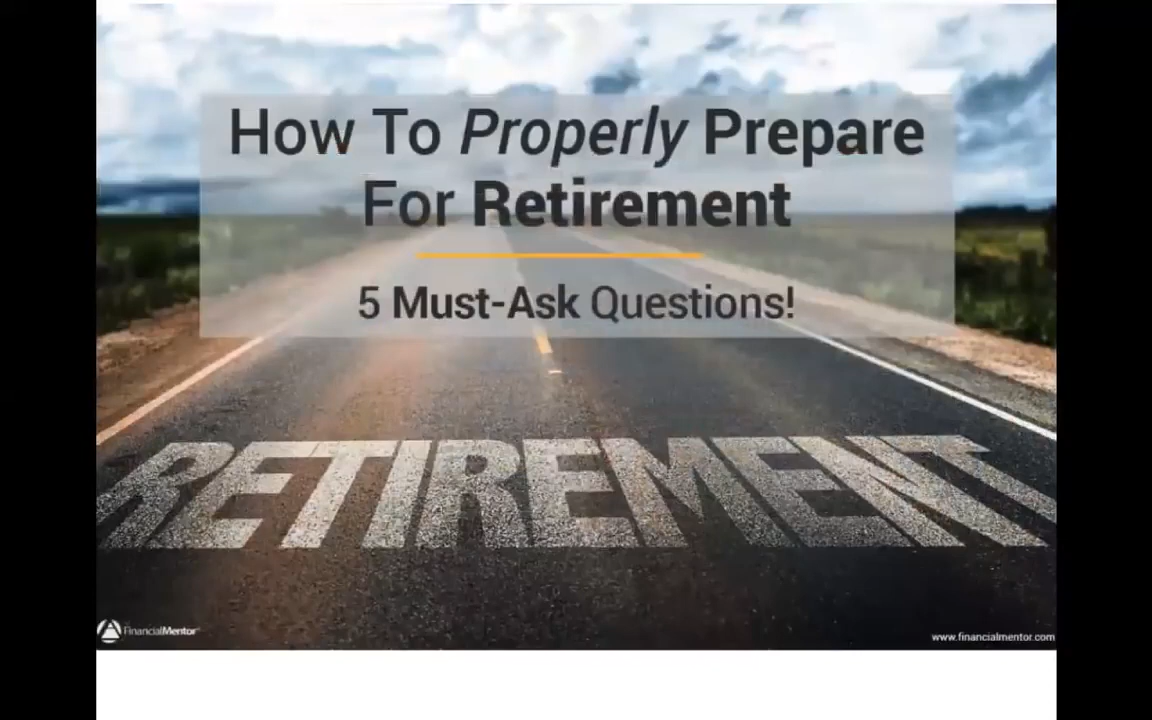 How To Properly Prepare
For Retirement
5 Must-Ask Questions!
RETIREMENT
FinancialMentor
www.financialmentor.com